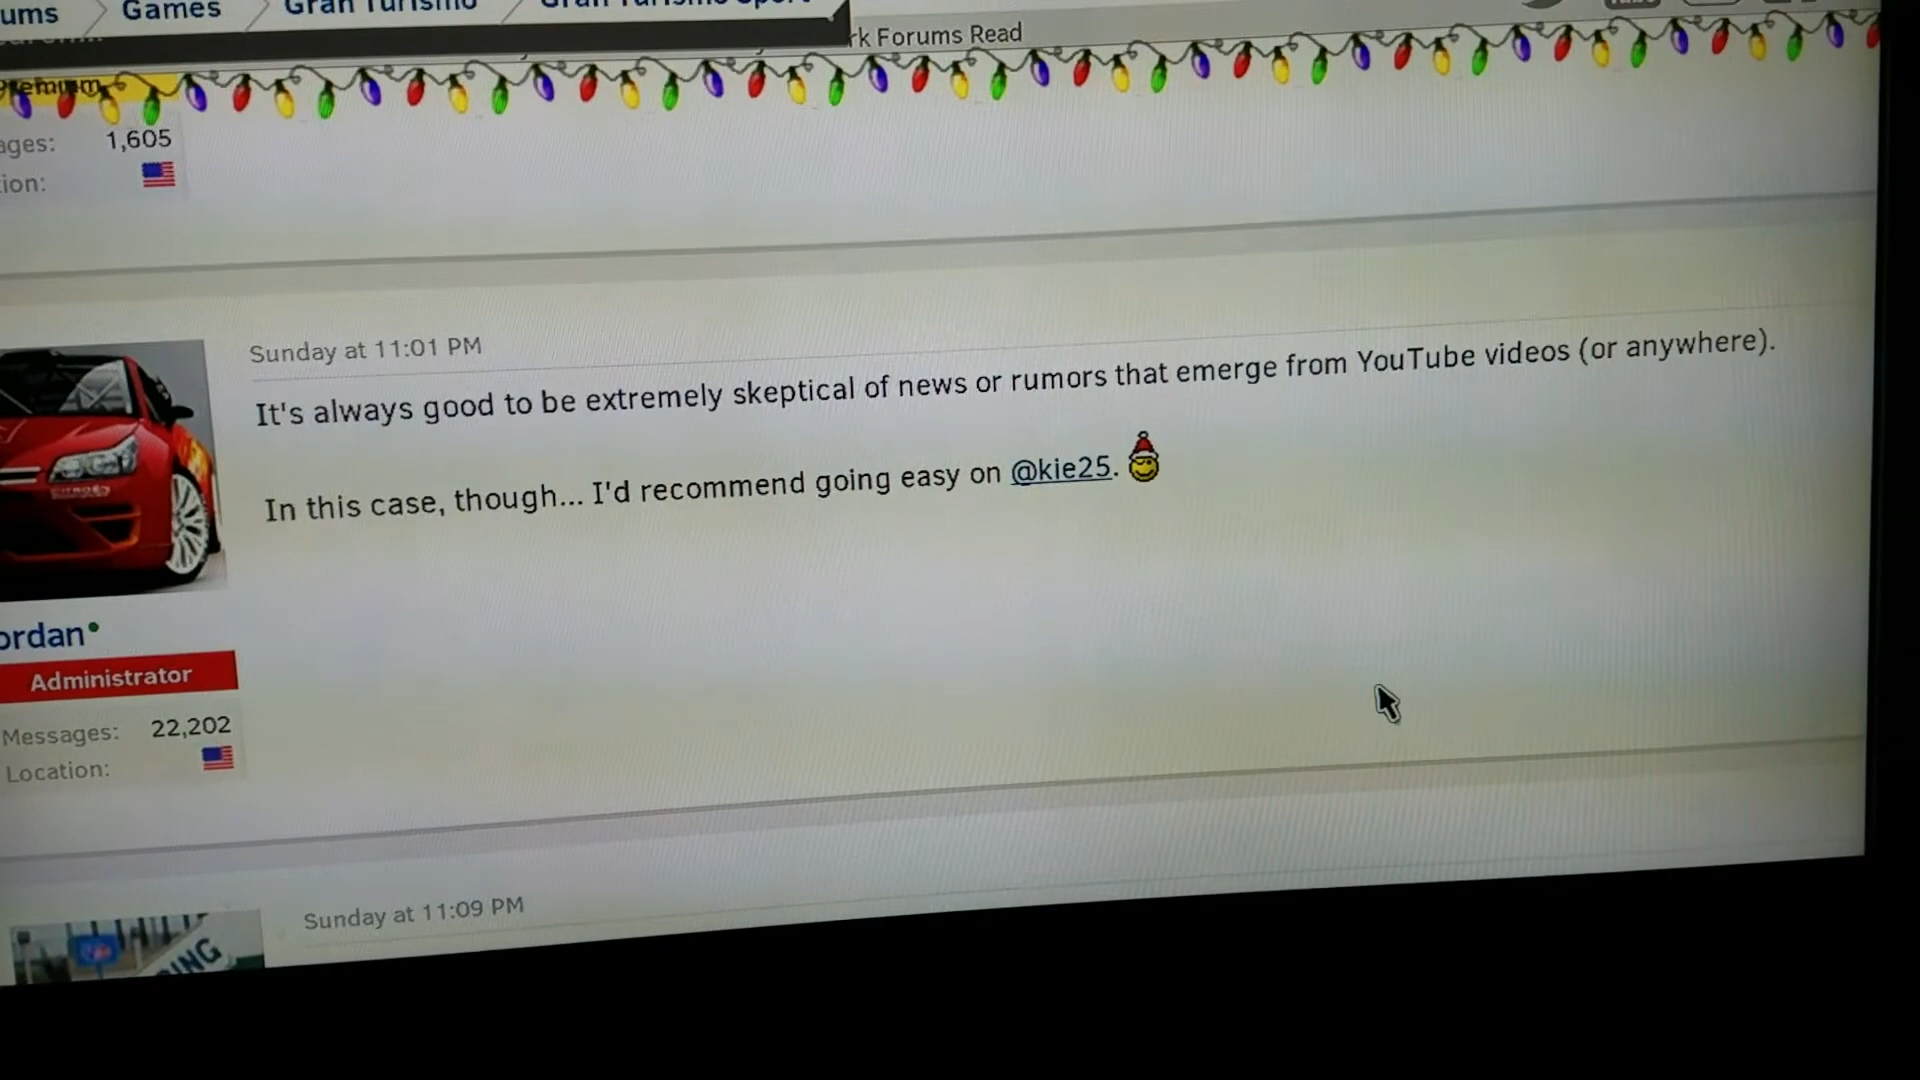 ums Games Gran Turismo Gran Turismo Sport
rk Forums Read
Premium
ages: 1,605
ion:
Sunday at 11:01 PM
It's always good to be extremely skeptical of news or rumors that emerge from YouTube videos (or anywhere).
In this case, though... I'd recommend going easy on @kie25.
CITROËN
ordan
Administrator
Messages: 22,202
Location:
Sunday at 11:09 PM
ING